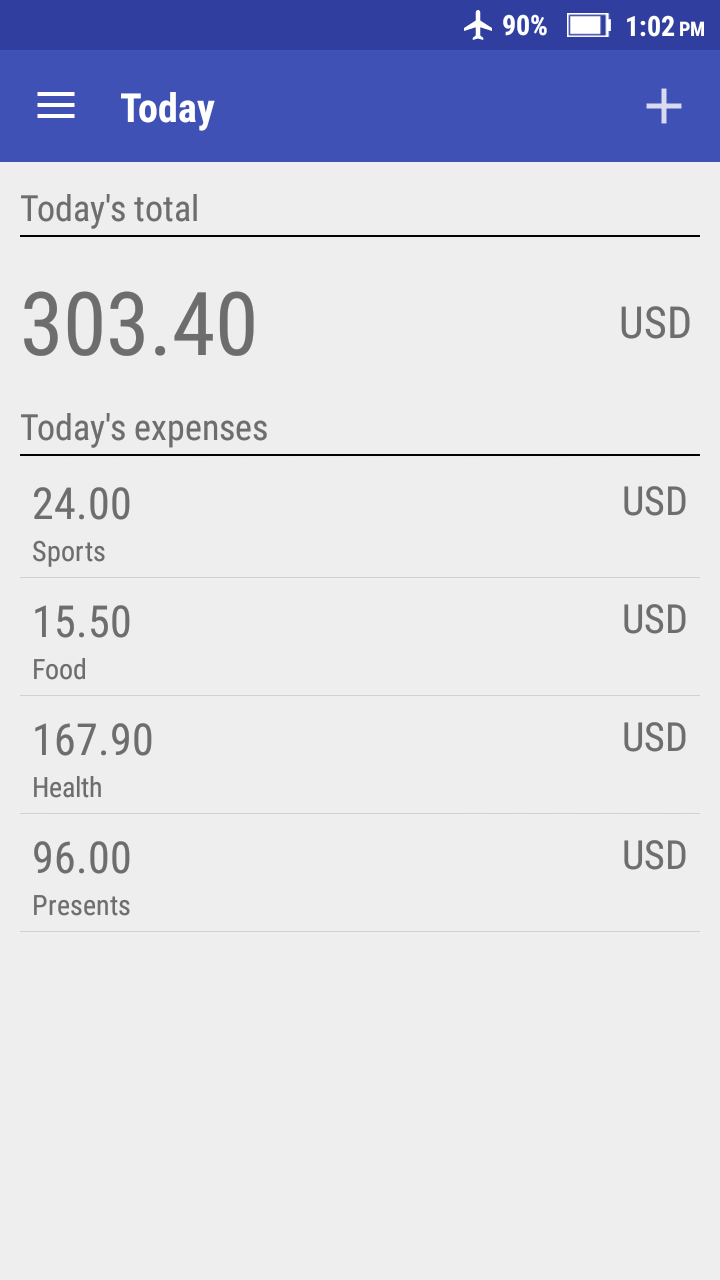 90% 1:02 PM
Today
Today's total
303.40 USD
Today's expenses
24.00 USD
Sports
15.50 USD
Food
167.90 USD
Health
96.00 USD
Presents